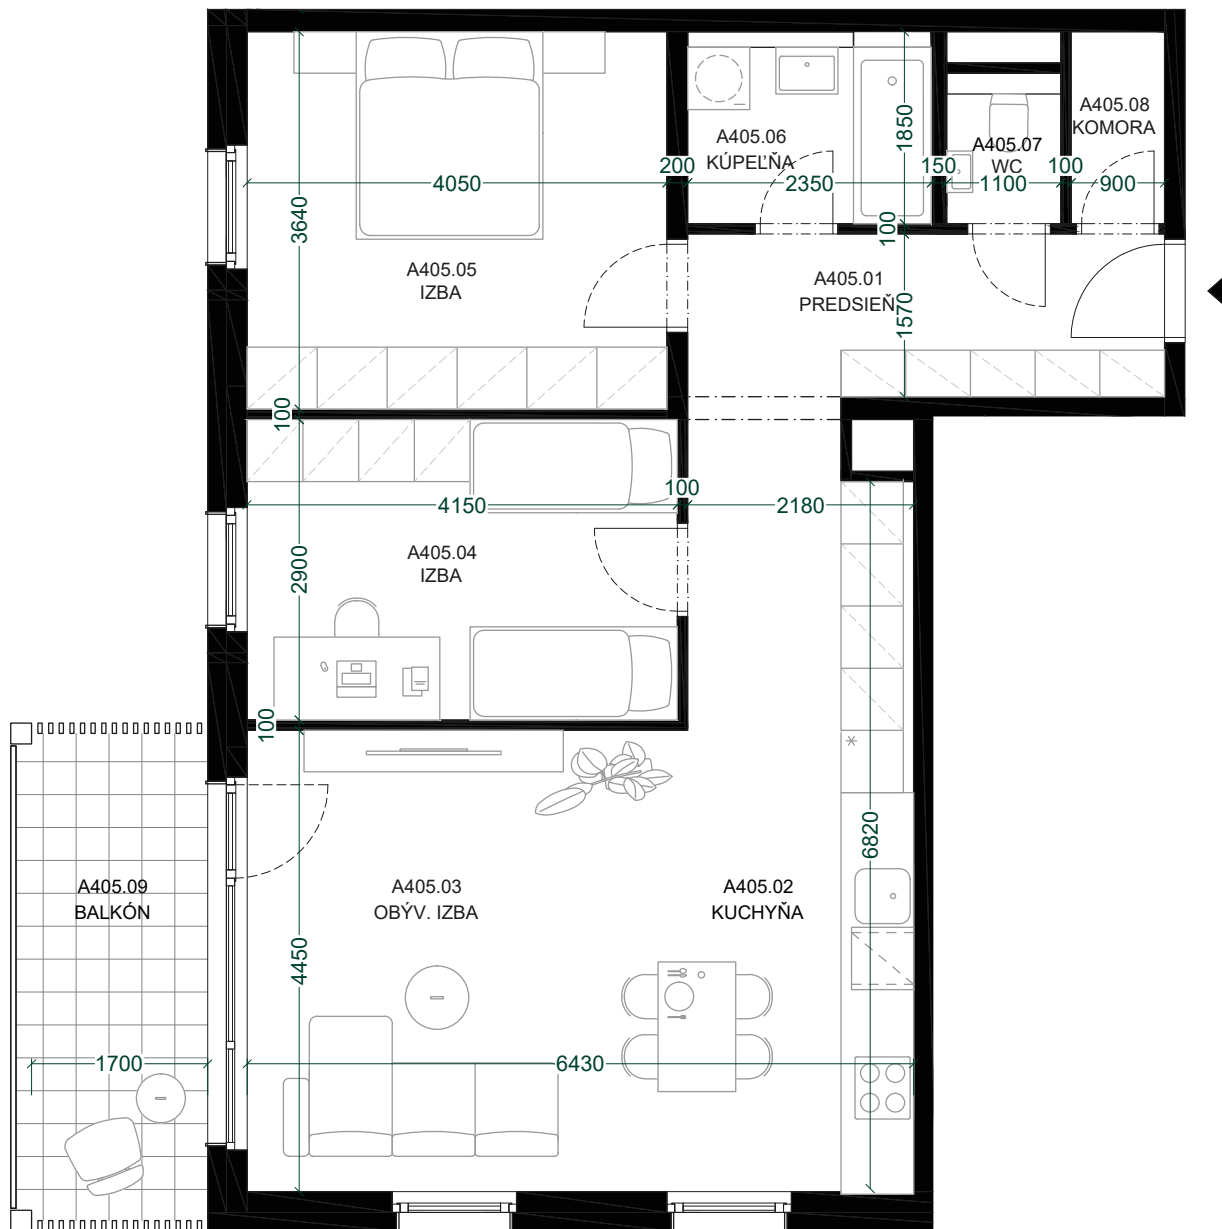 A405.08
KOMORA
A405.06
KÚPEĽŇA
A405.07
WC
1850
200
150
100
4050
2350
1100
900
3640
100
A405.05
IZBA
A405.01
PREDSIEŇ
1570
100
4150
100
2180
A405.04
IZBA
2900
100
6820
A405.09
BALKÓN
A405.03
OBÝV. IZBA
A405.02
KUCHYŇA
4450
1700
6430